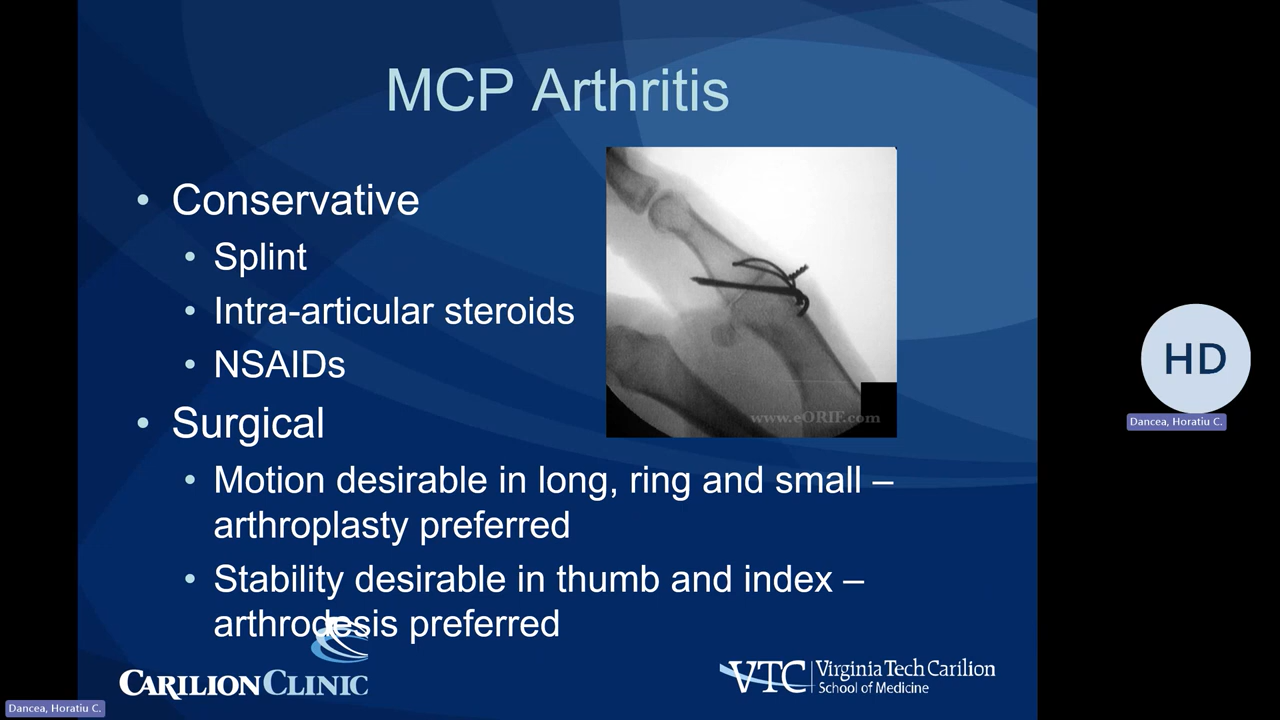 MCP Arthritis
• Conservative
• Splint
• Intra-articular steroids
• NSAIDs
• Surgical
• Motion desirable in long, ring and small –
arthroplasty preferred
• Stability desirable in thumb and index –
arthrodesis preferred
www.eORIF.com
CARILION CLINIC
VTC Virginia Tech Carilion
School of Medicine
HD
Dancea, Horatiu C.
Dancea, Horatiu C.